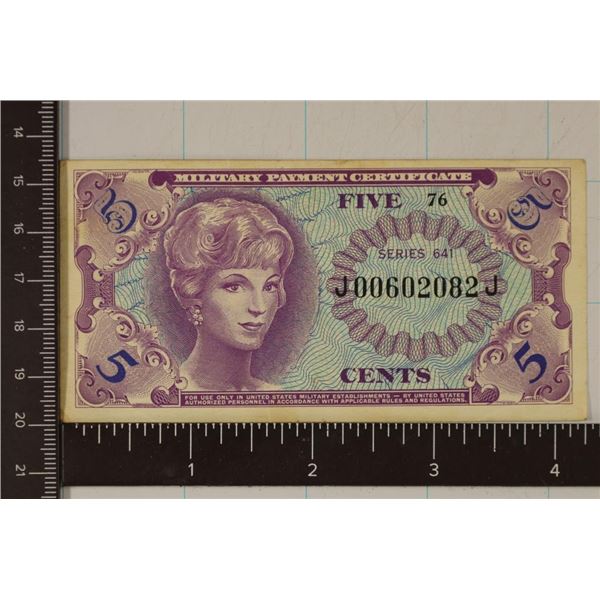 MILITARY PAYMENT CERTIFICATE
5 FIVE 76 5
SERIES 641
J00602082J
5 CENTS 5
FOR USE ONLY IN UNITED STATES MILITARY ESTABLISHMENTS — BY UNITED STATES
AUTHORIZED PERSONNEL IN ACCORDANCE WITH APPLICABLE RULES AND REGULATIONS.
14
15
16
17
18
19
20
21
1 2 3 4